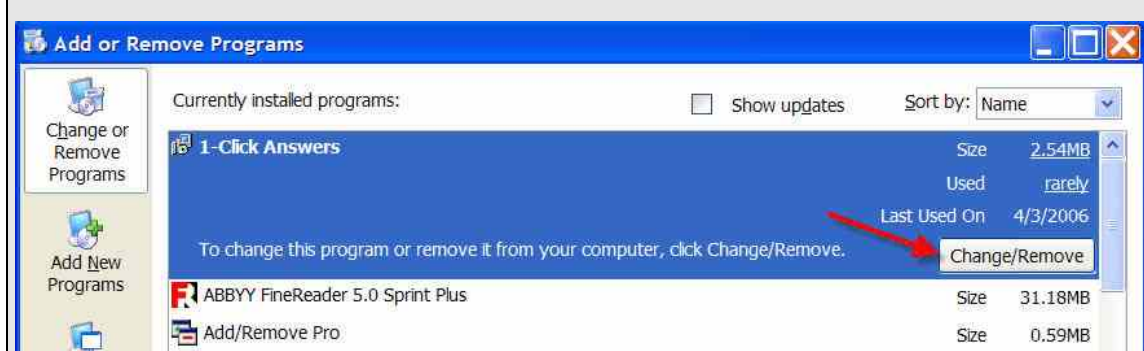 Add or Remove Programs
Change or
Remove
Programs
Add New
Programs
Currently installed programs: Show updates Sort by: Name
1-Click Answers Size 2.54MB
Used rarely
Last Used On 4/3/2006
To change this program or remove it from your computer, click Change/Remove. Change/Remove
ABBYY FineReader 5.0 Sprint Plus Size 31.18MB
Add/Remove Pro Size 0.59MB